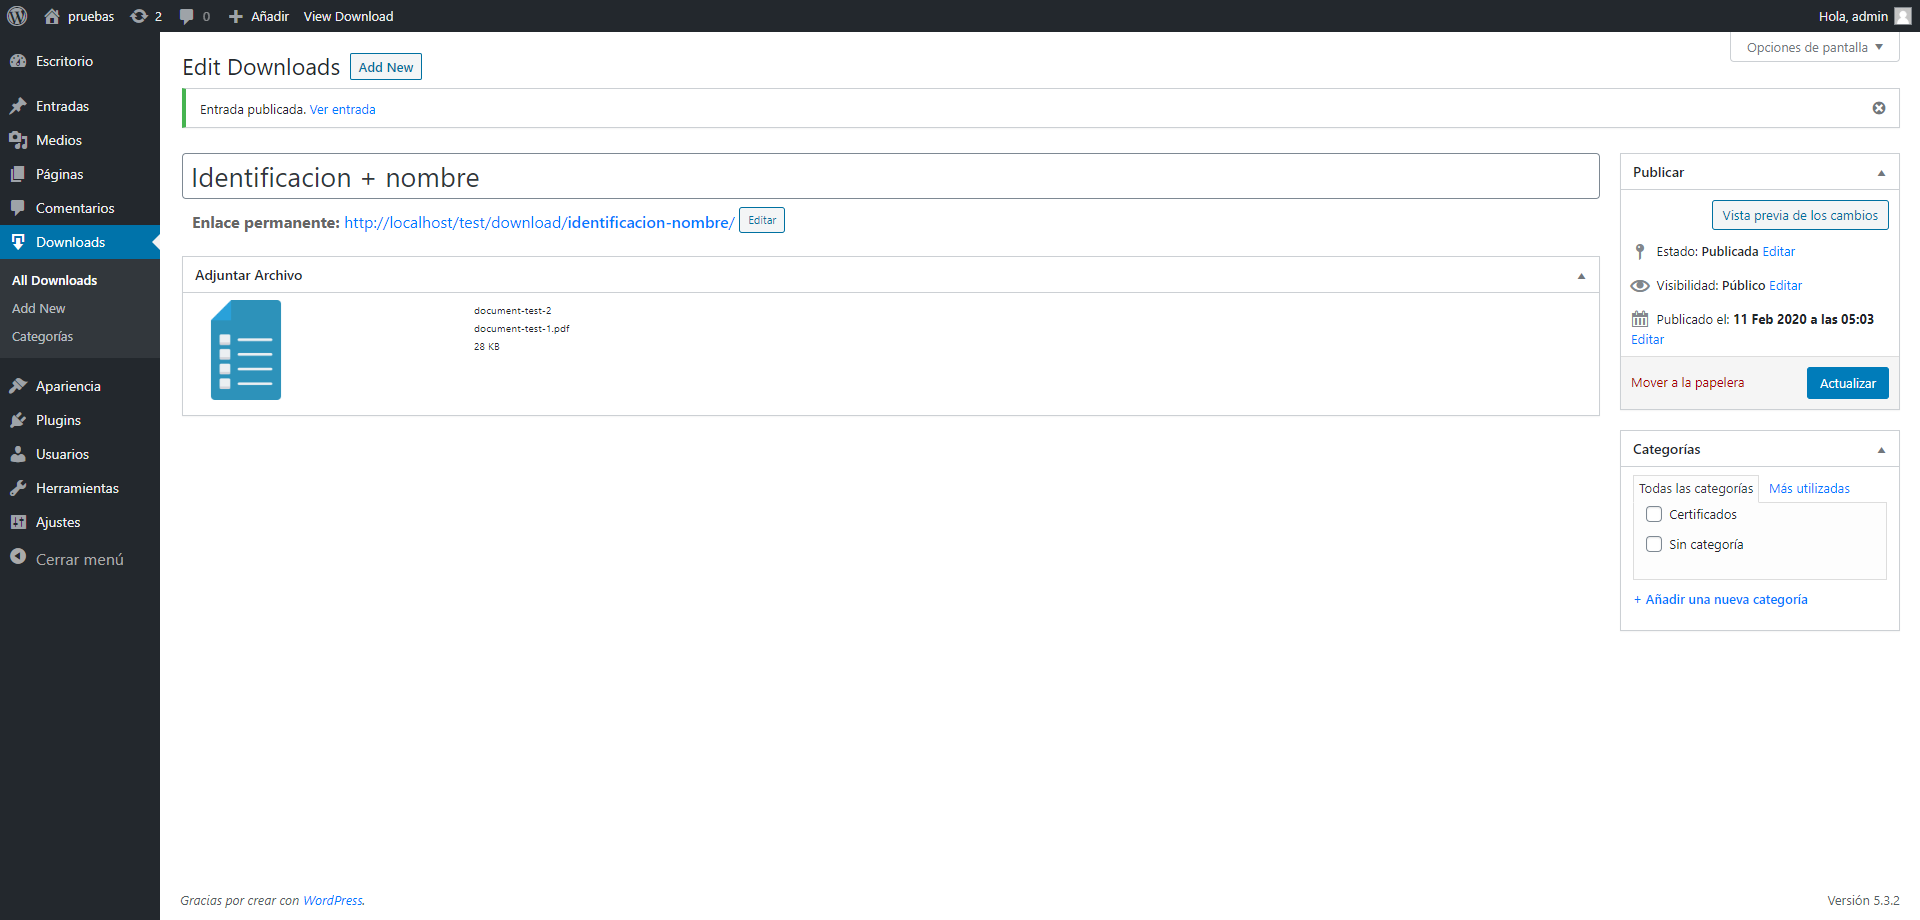 pruebas 2 0 Añadir View Download Hola, admin
Opciones de pantalla
Escritorio
Entradas
Medios
Páginas
Comentarios
Downloads
All Downloads
Add New
Categorías
Apariencia
Plugins
Usuarios
Herramientas
Ajustes
Cerrar menú
Edit Downloads Add New
Entrada publicada. Ver entrada
Identificacion + nombre
Enlace permanente: http://localhost/test/download/identificacion-nombre/ Editar
Adjuntar Archivo
document-test-2
document-test-1.pdf
28 KB
Publicar
Vista previa de los cambios
Estado: Publicada Editar
Visibilidad: Público Editar
Publicado el: 11 Feb 2020 a las 05:03
Editar
Mover a la papelera Actualizar
Categorías
Todas las categorías Más utilizadas
Certificados
Sin categoría
+ Añadir una nueva categoría
Gracias por crear con WordPress. Versión 5.3.2